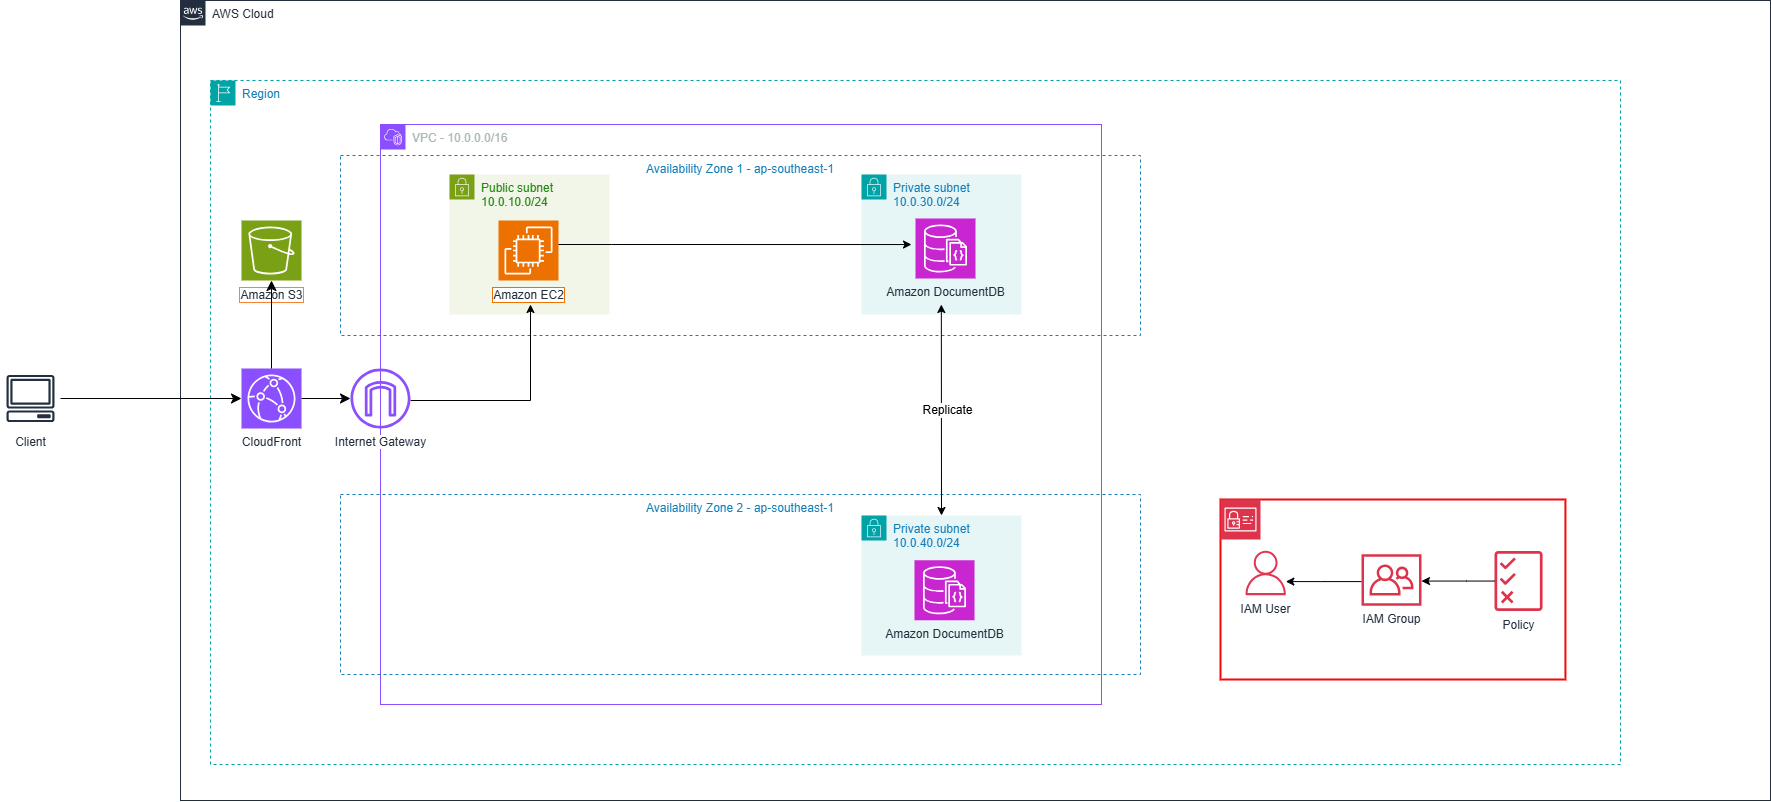 aws
AWS Cloud
Region
VPC - 10.0.0.0/16
Availability Zone 1 - ap-southeast-1
Public subnet
10.0.10.0/24
Private subnet
10.0.30.0/24
Amazon S3
Amazon EC2
Amazon DocumentDB
Client
CloudFront
Internet Gateway
Replicate
Availability Zone 2 - ap-southeast-1
Private subnet
10.0.40.0/24
Amazon DocumentDB
IAM User
IAM Group
Policy